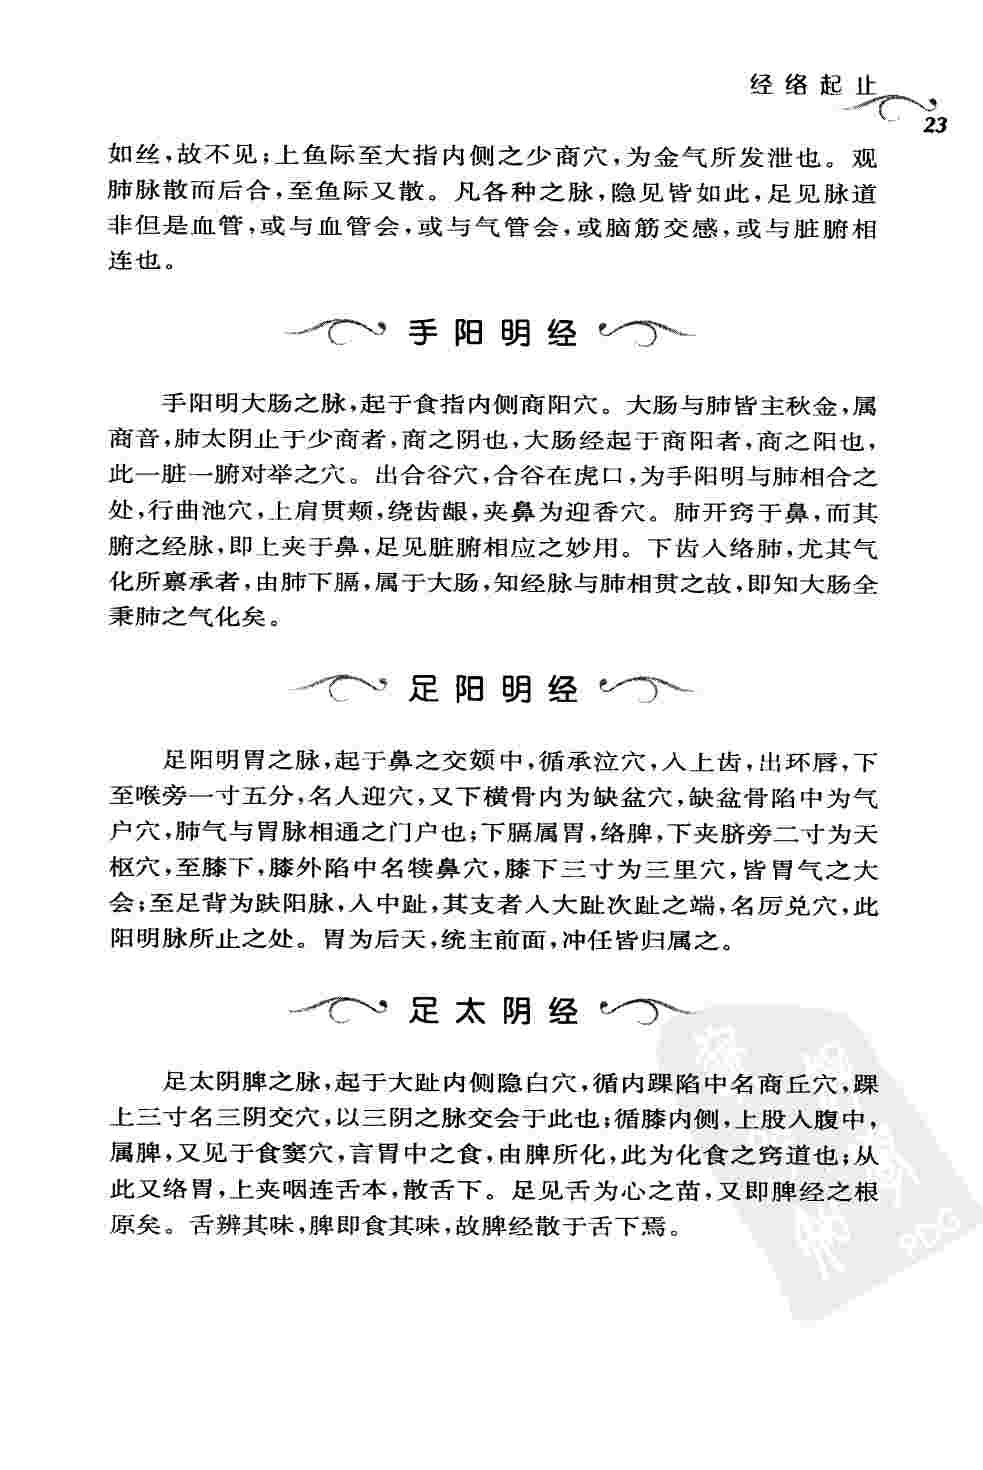 经络起止
23
如丝,故不见;上鱼际至大指内侧之少商穴,为金气所发泄也。观
肺脉散而后合,至鱼际又散。凡各种之脉,隐见皆如此,足见脉道
非但是血管,或与血管会,或与气管会,或脑筋交感,或与脏腑相
连也。
手阳明经
手阳明大肠之脉,起于食指内侧商阳穴。大肠与肺皆主秋金,属
商音,肺太阴止于少商者,商之阴也,大肠经起于商阳者,商之阳也,
此一脏一腑对举之穴。出合谷穴,合谷在虎口,为手阳明与肺相合之
处,行曲池穴,上肩贯颊,绕齿龈,夹鼻为迎香穴。肺开窍于鼻,而其
腑之经脉,即上夹于鼻,足见脏腑相应之妙用。下齿人络肺,尤其气
化所禀承者,由肺下膈,属于大肠,知经脉与肺相贯之故,即知大肠全
秉肺之气化矣。
足阳明经
足阳明胃之脉,起于鼻之交頞中,循承泣穴,入上齿,出环唇,下
至喉旁一寸五分,名人迎穴,又下横骨内为缺盆穴,缺盆骨陷中为气
户穴,肺气与胃脉相通之门户也;下膈属胃,络脾,下夹脐旁二寸为天
枢穴,至膝下,膝外陷中名犊鼻穴,膝下三寸为三里穴,皆胃气之大
会;至足背为趺阳脉,入中趾,其支者入大趾次趾之端,名厉兑穴,此
阳明脉所止之处。胃为后天,统主前面,冲任皆归属之。
足太阴经
足太阴脾之脉,起于大趾内侧隐白穴,循内踝陷中名商丘穴,踝
上三寸名三阴交穴,以三阴之脉交会于此也;循膝内侧,上股入腹中,
属脾,又见于食窦穴,言胃中之食,由脾所化,此为化食之窍道也;从
此又络胃,上夹咽连舌本,散舌下。足见舌为心之苗,又即脾经之根
原矣。舌辨其味,脾即食其味,故脾经散于舌下焉。
PDG